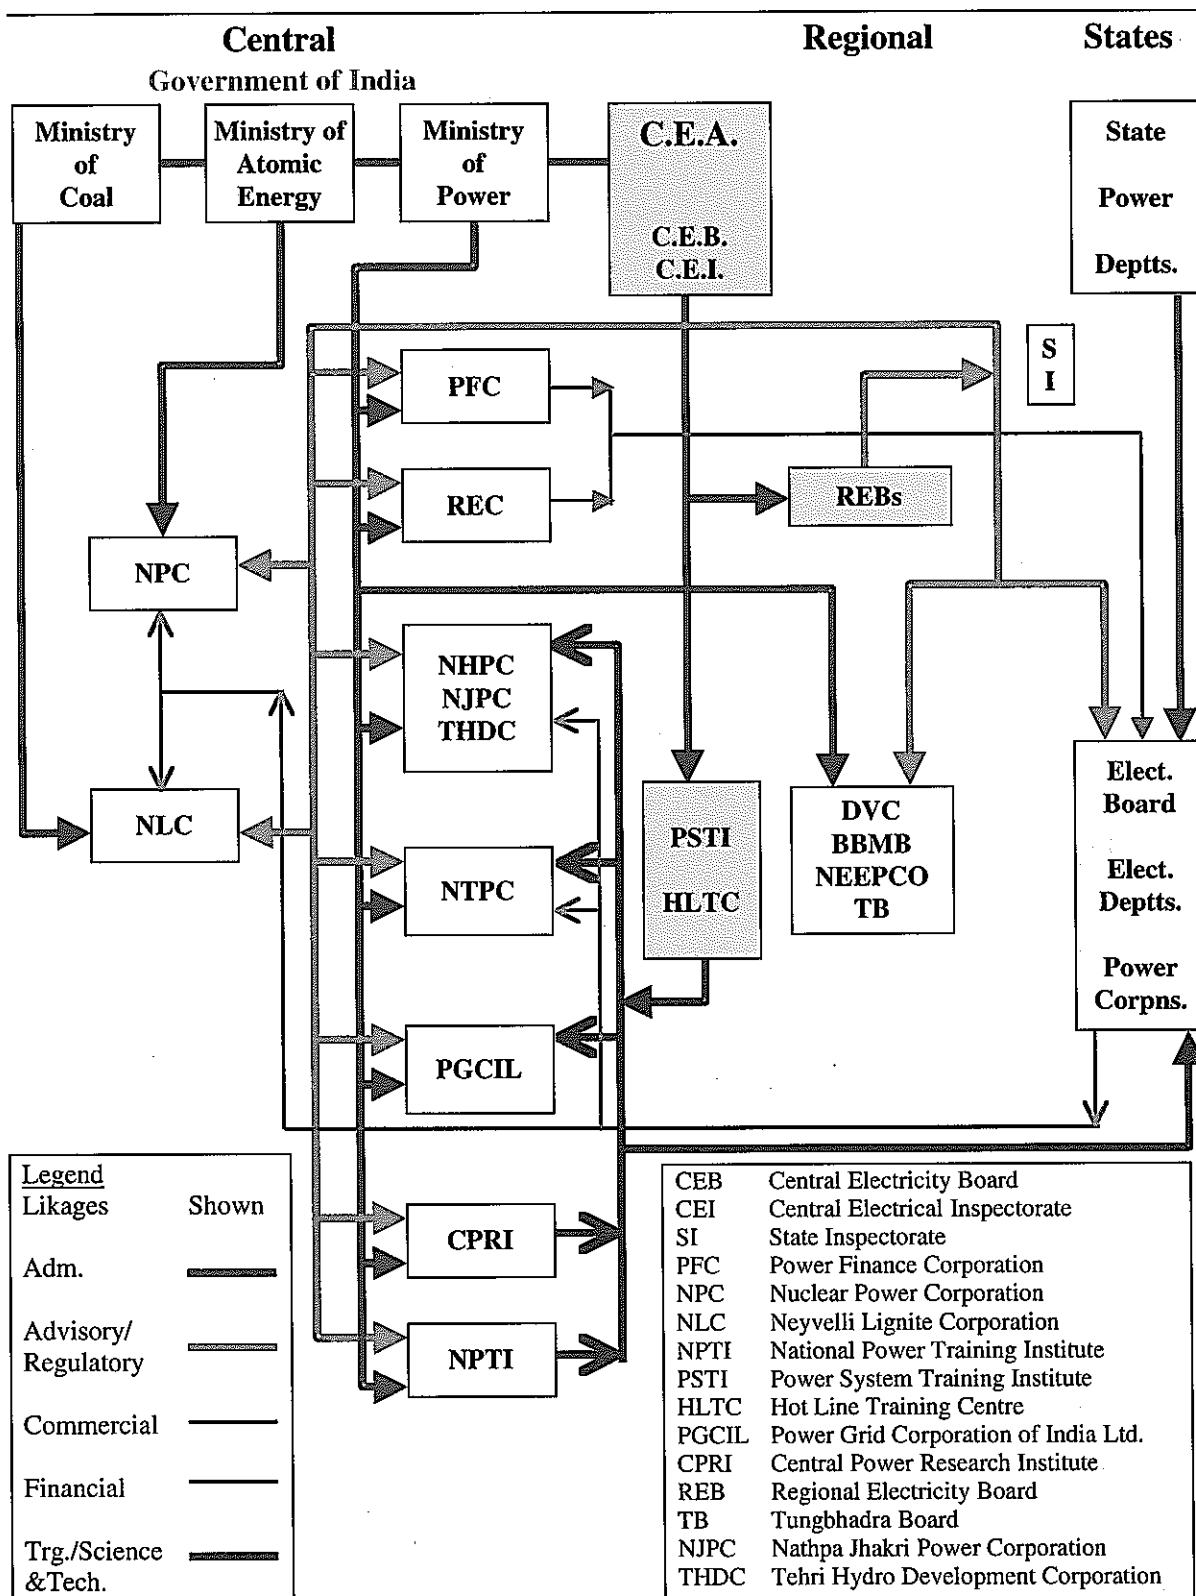 Central
Regional
States
Government of India
Ministry
of
Coal
Ministry of
Atomic
Energy
Ministry
of
Power
C.E.A.
C.E.B.
C.E.I.
State
Power
Deptts.
S
I
PFC
REC
REBs
NPC
NHPC
NJPC
THDC
NLC
NTPC
PSTI
HLTC
DVC
BBMB
NEEPCO
TB
Elect.
Board
Elect.
Deptts.
Power
Corpns.
PGCIL
CPRI
NPTI
Legend
Likages Shown
Adm.
Advisory/
Regulatory
Commercial
Financial
Trg./Science
&Tech.
CEB Central Electricity Board
CEI Central Electrical Inspectorate
SI State Inspectorate
PFC Power Finance Corporation
NPC Nuclear Power Corporation
NLC Neyvelli Lignite Corporation
NPTI National Power Training Institute
PSTI Power System Training Institute
HLTC Hot Line Training Centre
PGCIL Power Grid Corporation of India Ltd.
CPRI Central Power Research Institute
REB Regional Electricity Board
TB Tungbhadra Board
NJPC Nathpa Jhakri Power Corporation
THDC Tehri Hydro Development Corporation